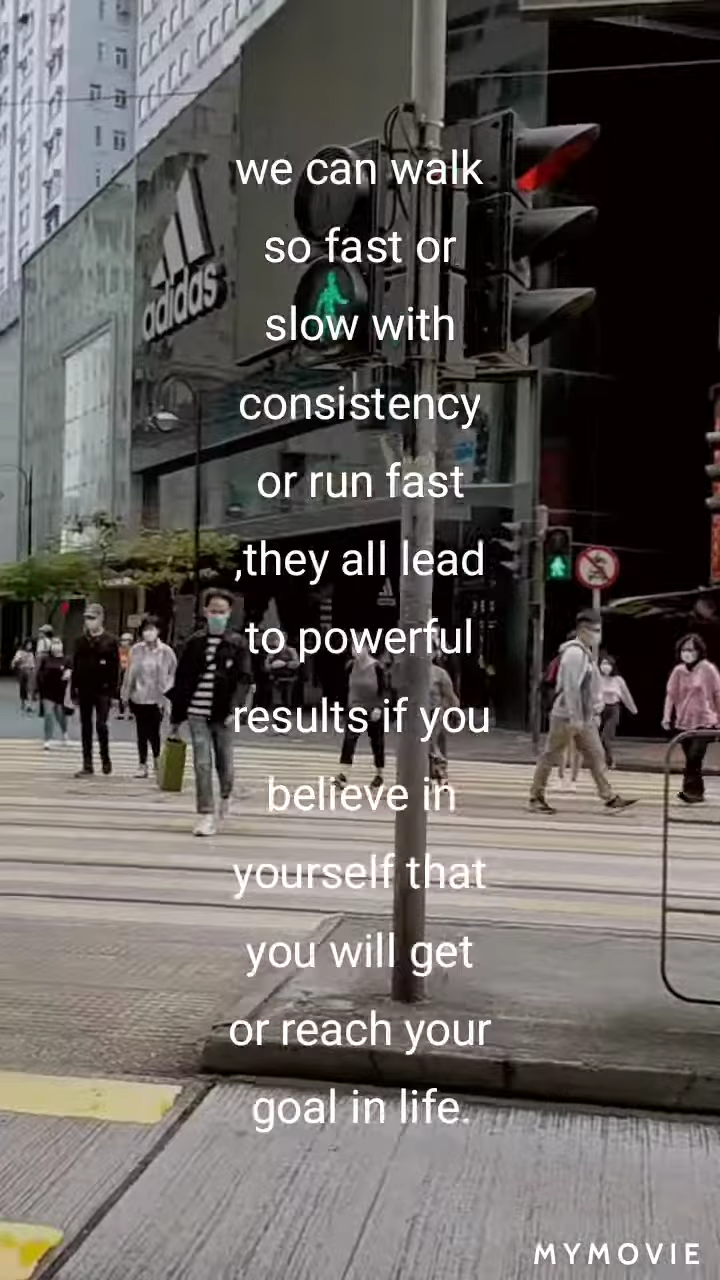 we can walk
so fast or
slow with
consistency
or run fast
,they all lead
to powerful
results if you
believe in
yourself that
you will get
or reach your
goal in life.
adidas
MYMOVIE